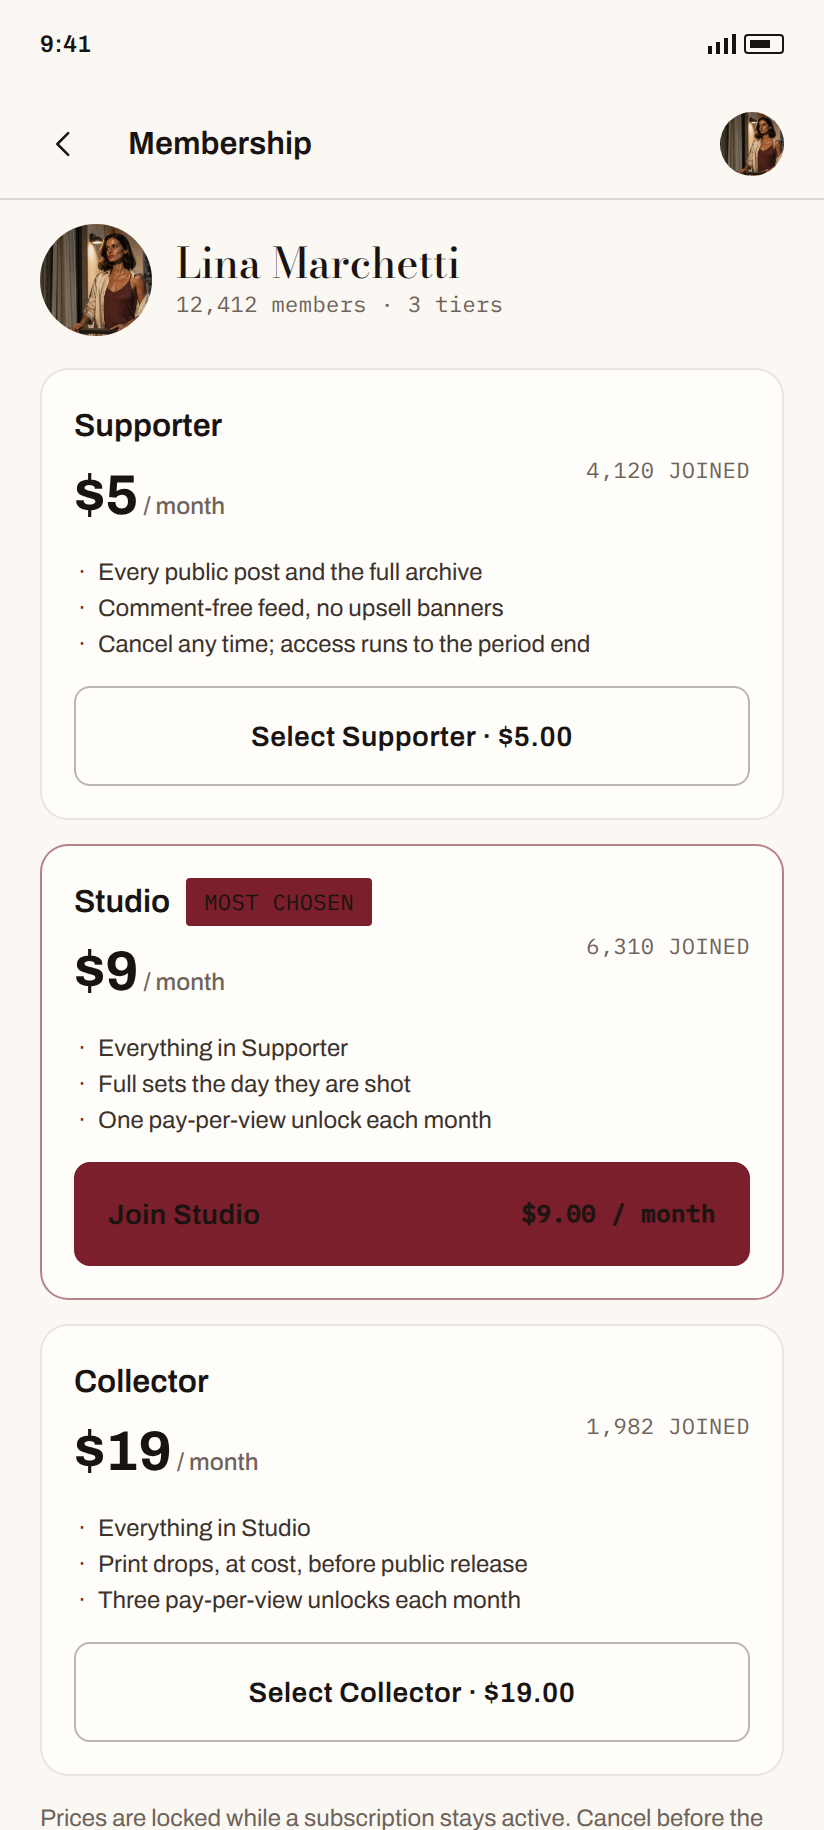 9:41
Membership
Lina Marchetti
12,412 members · 3 tiers
Supporter
4,120 JOINED
$5 / month
· Every public post and the full archive
· Comment-free feed, no upsell banners
· Cancel any time; access runs to the period end
Select Supporter · $5.00
Studio MOST CHOSEN
6,310 JOINED
$9 / month
· Everything in Supporter
· Full sets the day they are shot
· One pay-per-view unlock each month
Join Studio $9.00 / month
Collector
1,982 JOINED
$19 / month
· Everything in Studio
· Print drops, at cost, before public release
· Three pay-per-view unlocks each month
Select Collector · $19.00
Prices are locked while a subscription stays active. Cancel before the